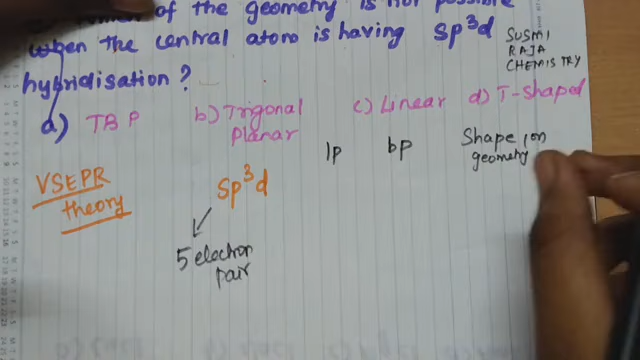 of the geometry is not possible
when the central atom is having sp³d
hybridisation ?
SUSMI
RAJA
CHEMISTRY
a) TBP b) Trigonal Planar c) Linear d) T-shaped
VSEPR
theory
sp³d
lp bp Shape
geometry
5 electron
pair